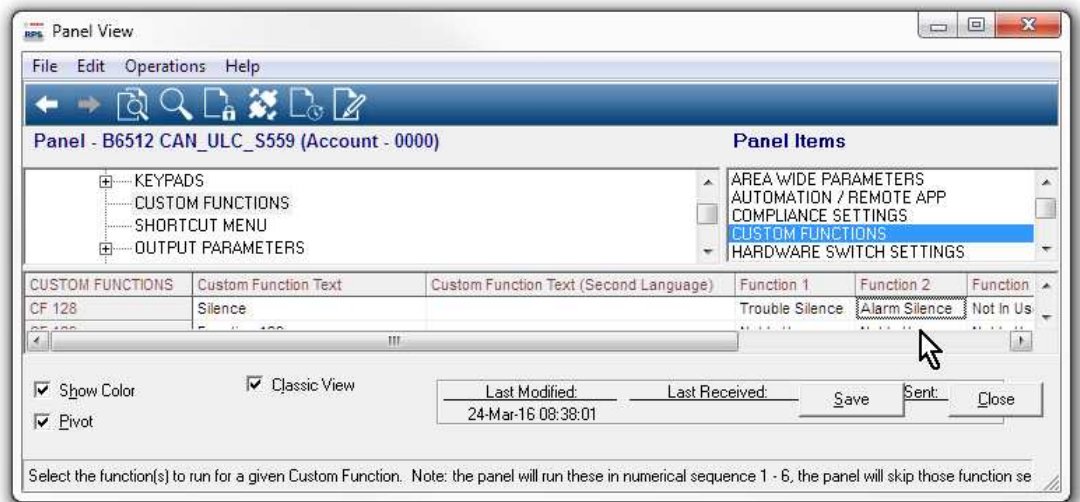 RPS Panel View
File Edit Operations Help
Panel - B6512 CAN_ULC_S559 (Account - 0000)
Panel Items
KEYPADS
CUSTOM FUNCTIONS
SHORTCUT MENU
OUTPUT PARAMETERS
AREA WIDE PARAMETERS
AUTOMATION / REMOTE APP
COMPLIANCE SETTINGS
CUSTOM FUNCTIONS
HARDWARE SWITCH SETTINGS
CUSTOM FUNCTIONS Custom Function Text Custom Function Text (Second Language) Function 1 Function 2 Function
CF 128 Silence Trouble Silence Alarm Silence Not In Us
Show Color Classic View
Pivot
Last Modified: Last Received: Sent:
24-Mar-16 08:38:01
Save Close
Select the function(s) to run for a given Custom Function. Note: the panel will run these in numerical sequence 1 - 6, the panel will skip those function se